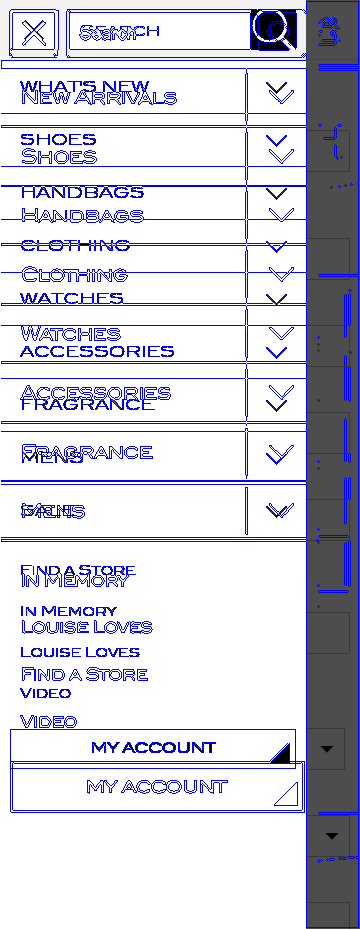 SEARCH
Search
WHAT'S NEW
NEW ARRIVALS
SHOES
SHOES
HANDBAGS
HANDBAGS
CLOTHING
CLOTHING
WATCHES
WATCHES
ACCESSORIES
ACCESSORIES
FRAGRANCE
FRAGRANCE
MENS
MENS
FIND A STORE
IN MEMORY
IN MEMORY
LOUISE LOVES
LOUISE LOVES
FIND A STORE
VIDEO
VIDEO
MY ACCOUNT
MY ACCOUNT